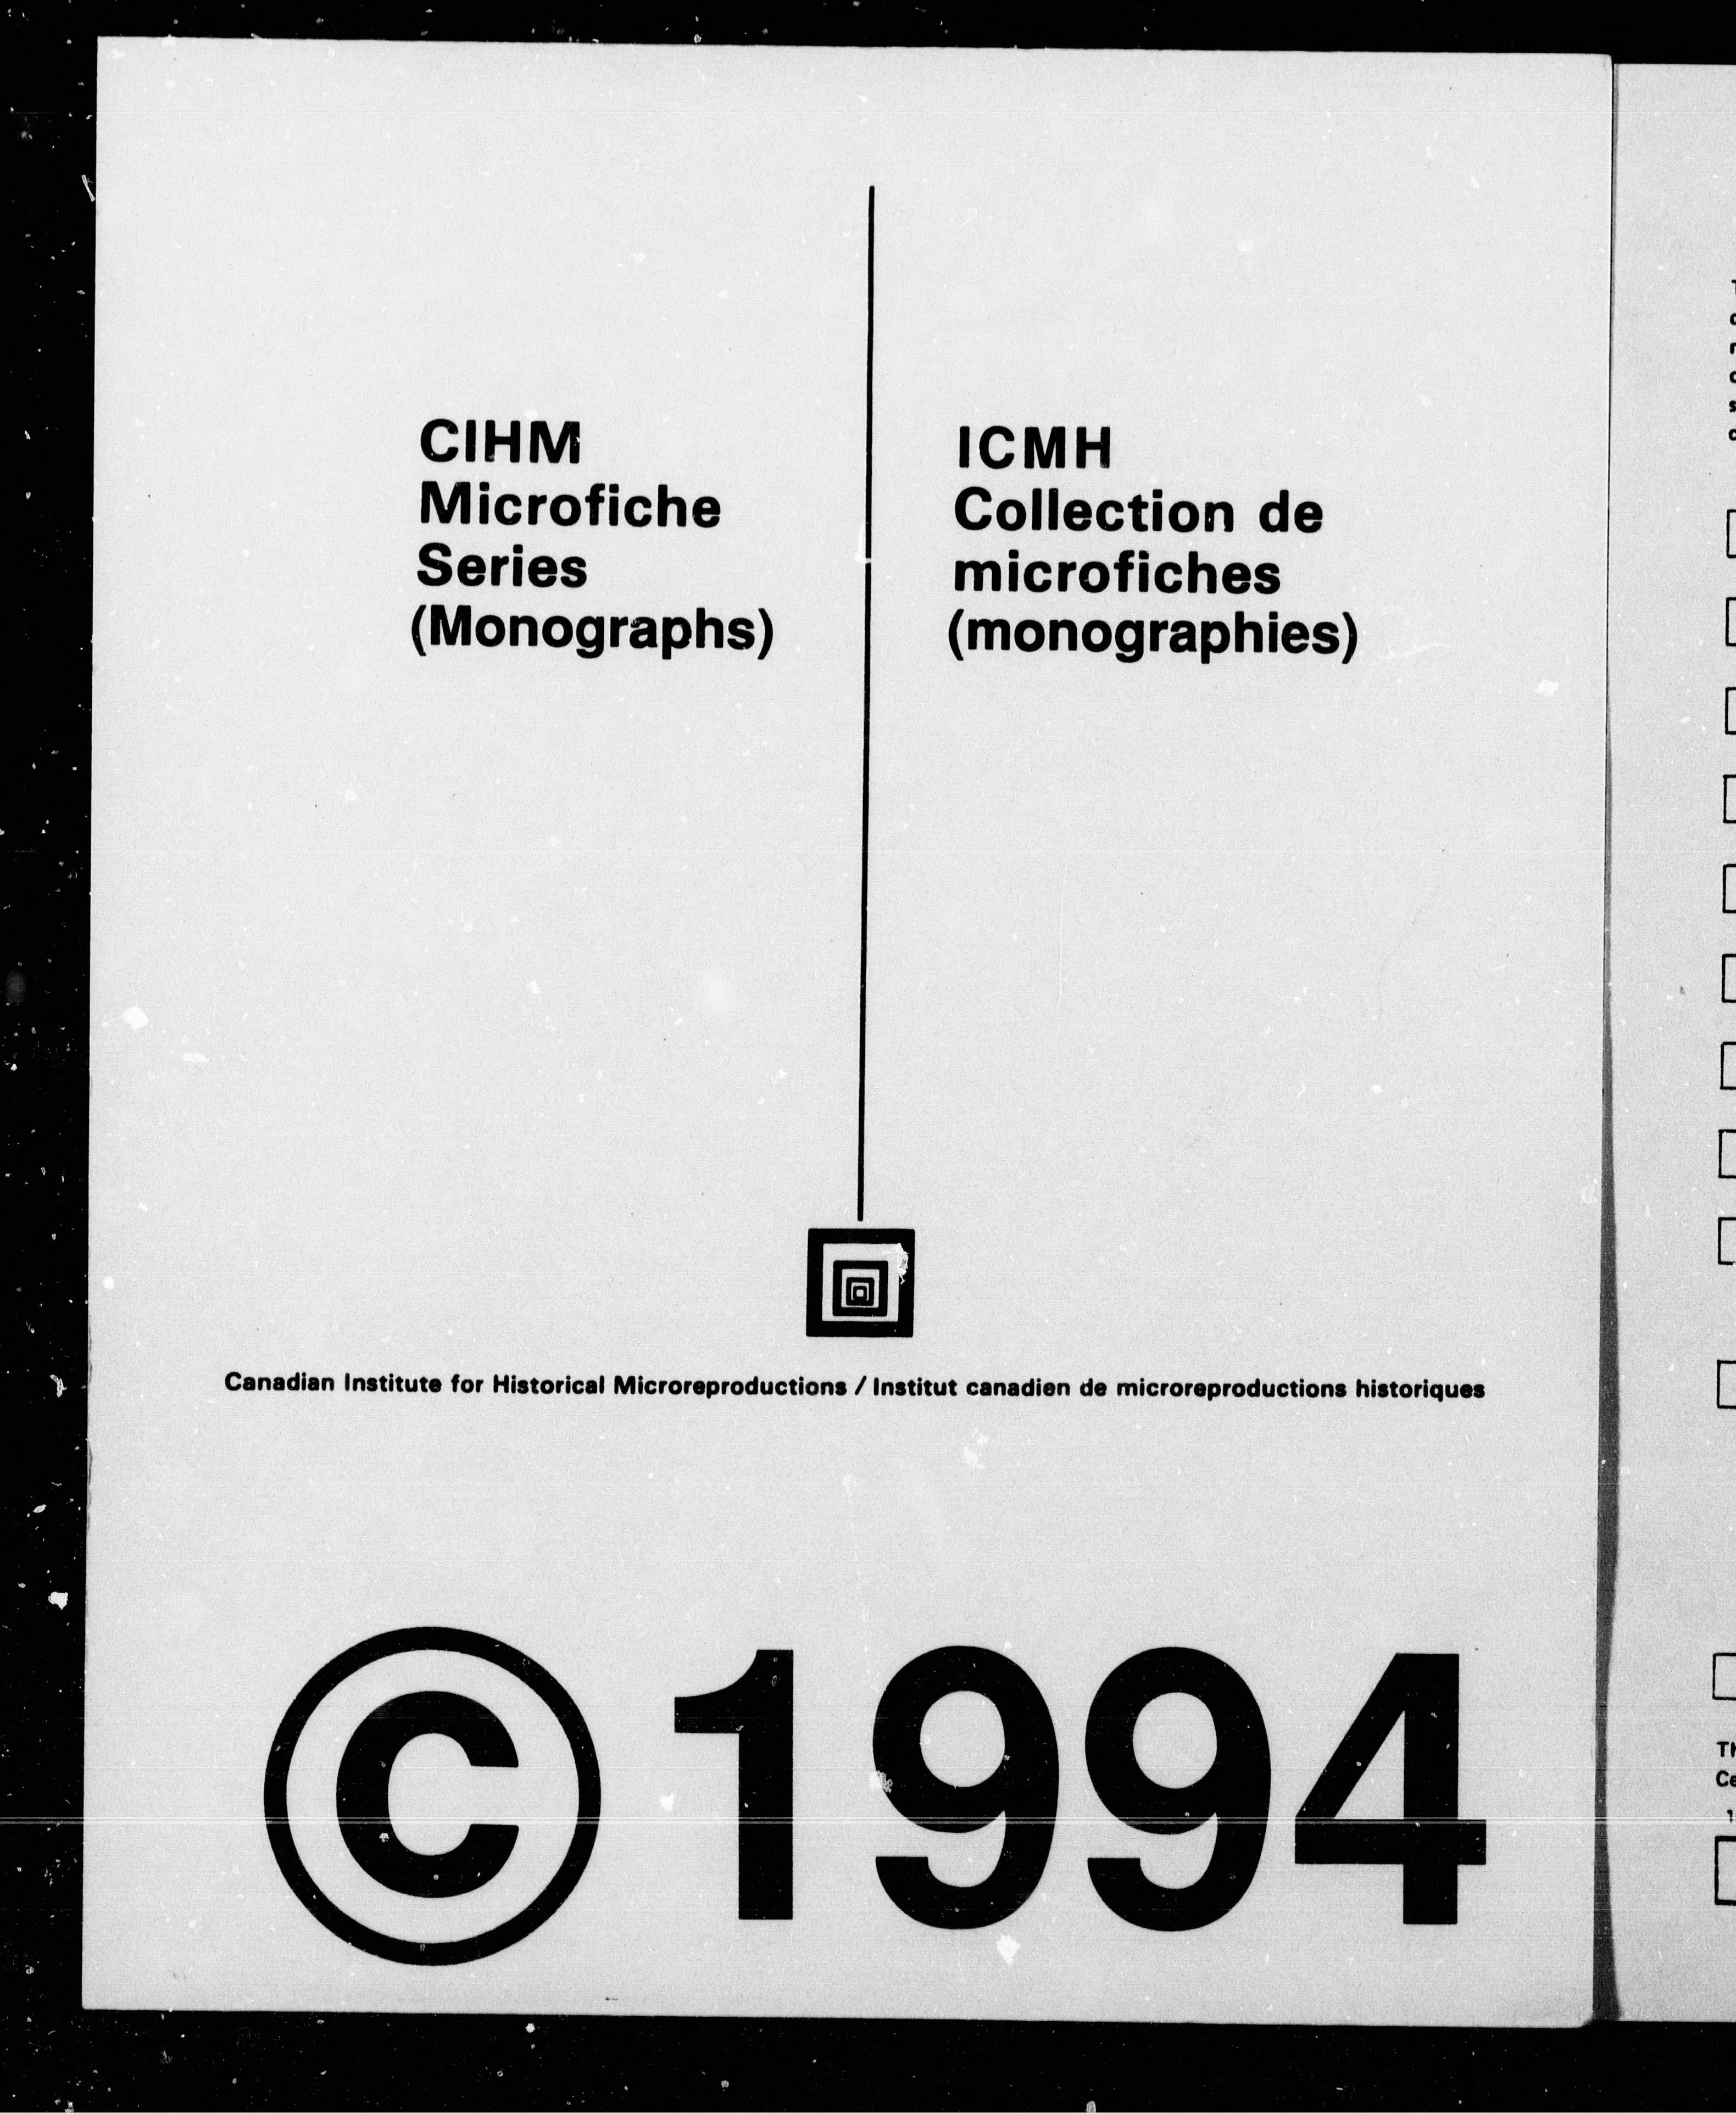 CIHM
Microfiche
Series
(Monographs)
ICMH
Collection de
microfiches
(monographies)
Canadian Institute for Historical Microreproductions / Institut canadien de microreproductions historiques
©1994